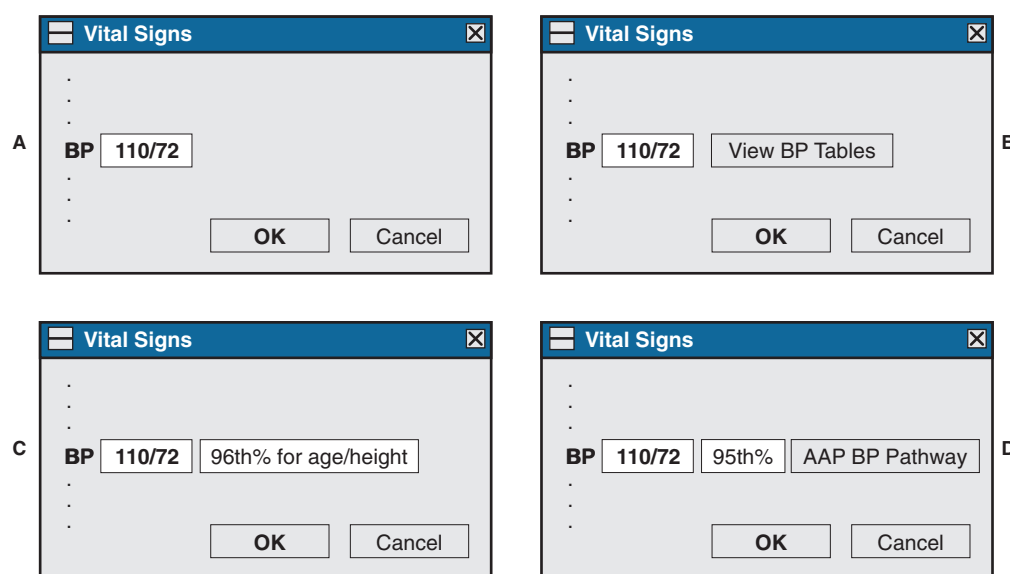 Vital Signs
.
.
.
A
BP 110/72
.
.
.
OK Cancel
Vital Signs
.
.
.
BP 110/72 View BP Tables
.
.
.
OK Cancel
Vital Signs
.
.
.
C
BP 110/72 96th% for age/height
.
.
.
OK Cancel
Vital Signs
.
.
.
BP 110/72 95th% AAP BP Pathway
.
.
.
OK Cancel